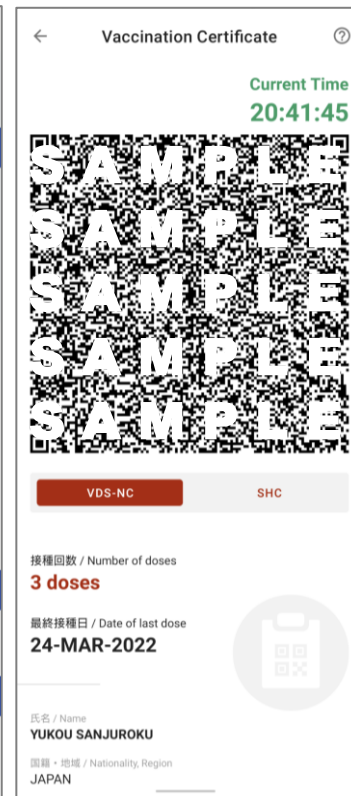 Vaccination Certificate
Current Time
20:41:45
SAMPLE
SAMPLE
SAMPLE
SAMPLE
SAMPLE
VDS-NC SHC
接種回数 / Number of doses
3 doses
最終接種日 / Date of last dose
24-MAR-2022
氏名 / Name
YUKOU SANJUROKU
国籍・地域 / Nationality, Region
JAPAN